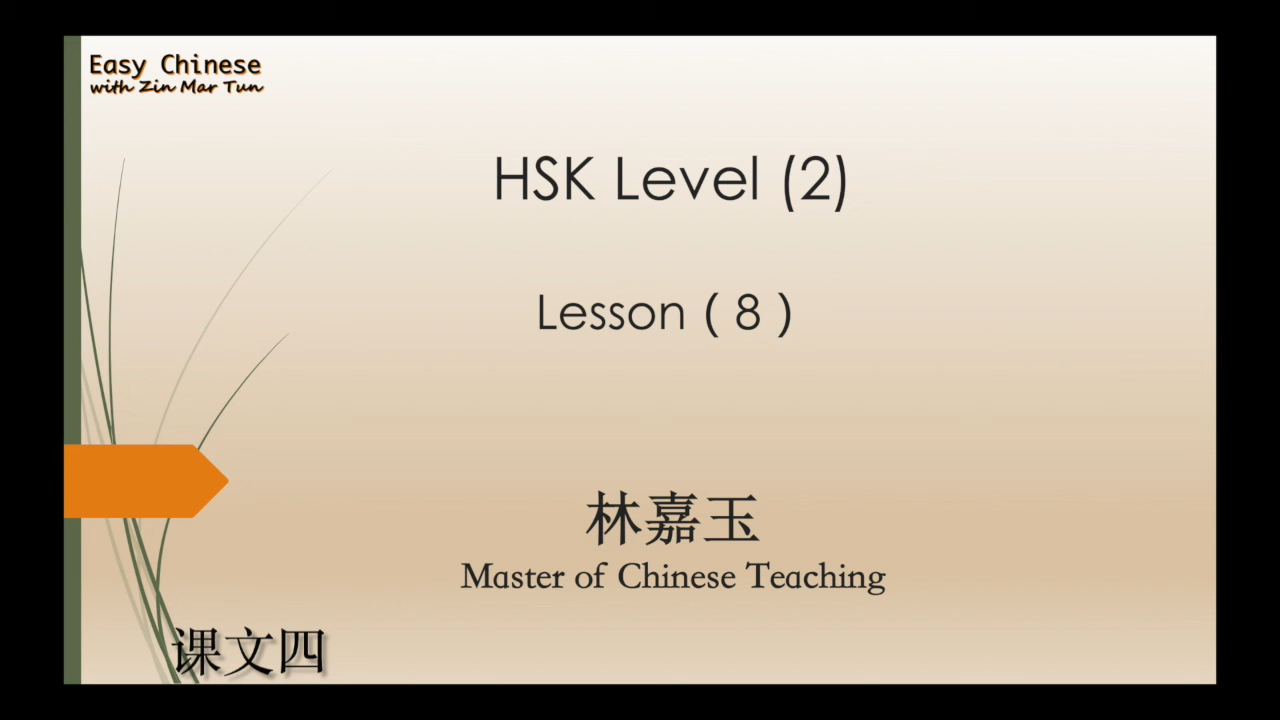 Easy Chinese
with Zin Mar Tun
HSK Level (2)
Lesson ( 8 )
林嘉玉
Master of Chinese Teaching
课文四